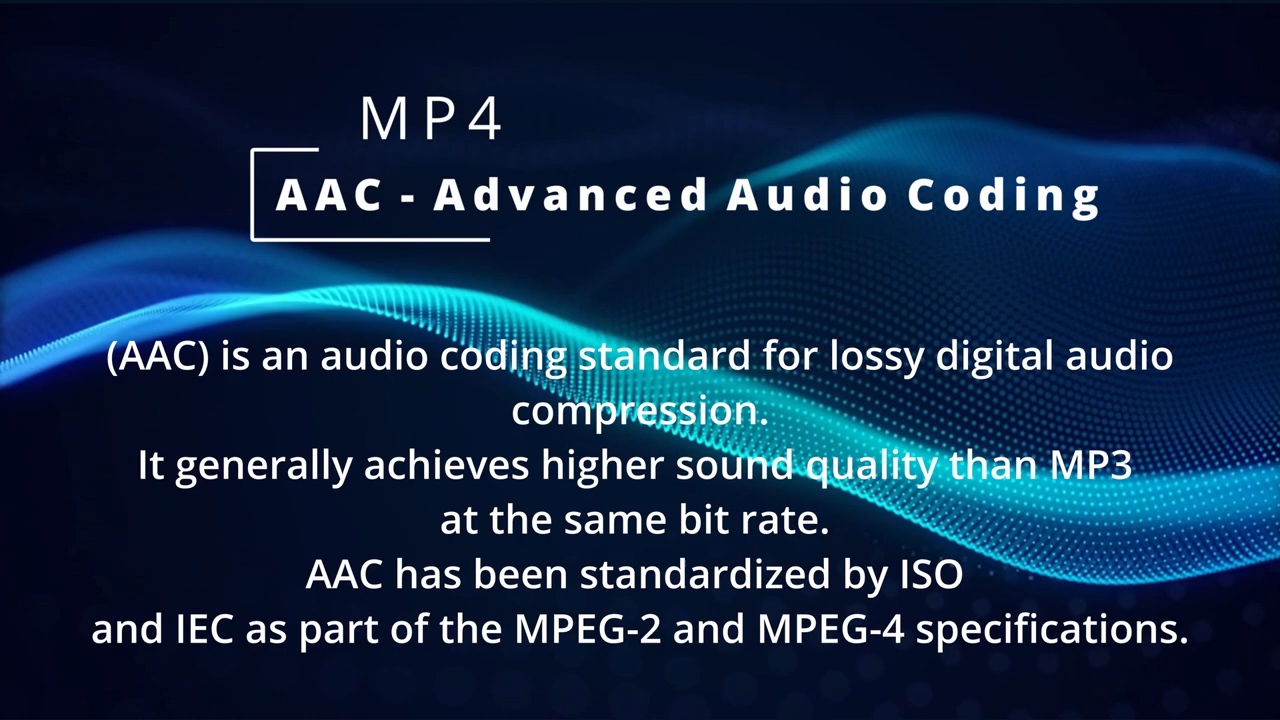 MP4
AAC - Advanced Audio Coding
(AAC) is an audio coding standard for lossy digital audio
compression.
It generally achieves higher sound quality than MP3
at the same bit rate.
AAC has been standardized by ISO
and IEC as part of the MPEG-2 and MPEG-4 specifications.